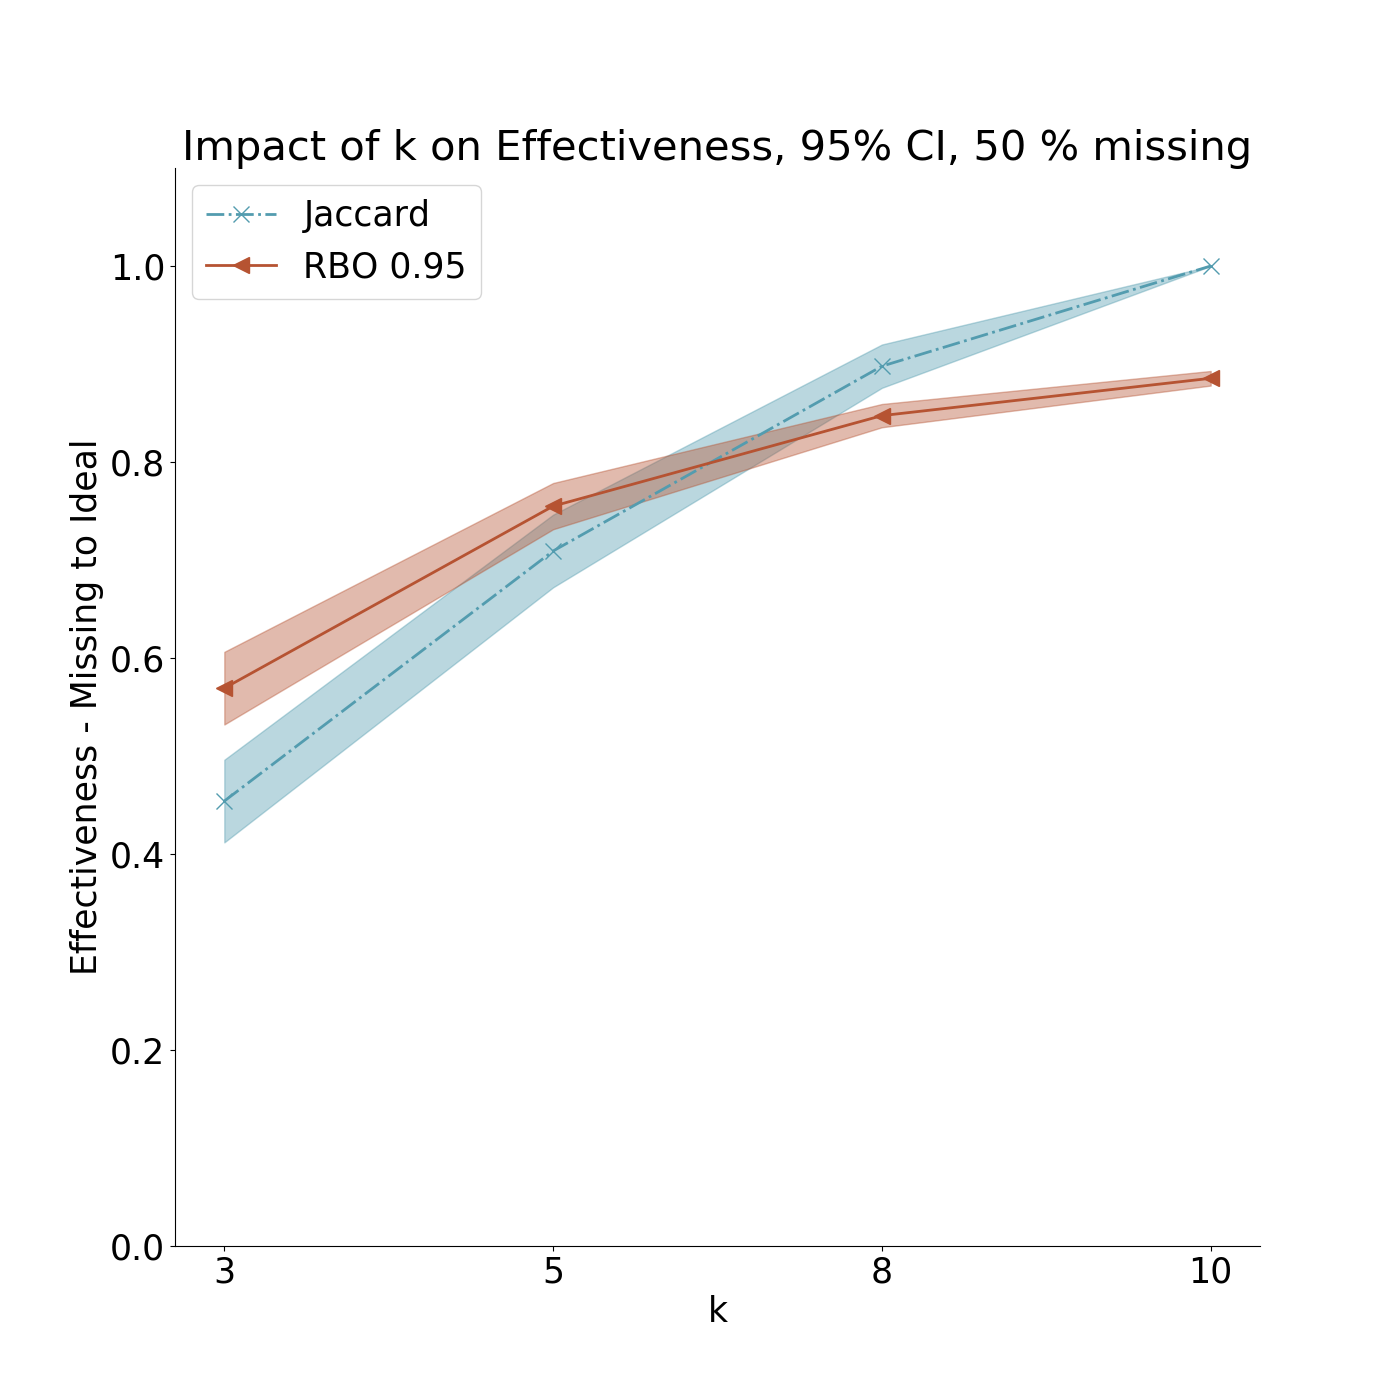 Impact of k on Effectiveness, 95% CI, 50 % missing
Jaccard
RBO 0.95
1.0
0.8
0.6
0.4
0.2
0.0
Effectiveness - Missing to Ideal
3 5 8 10
k